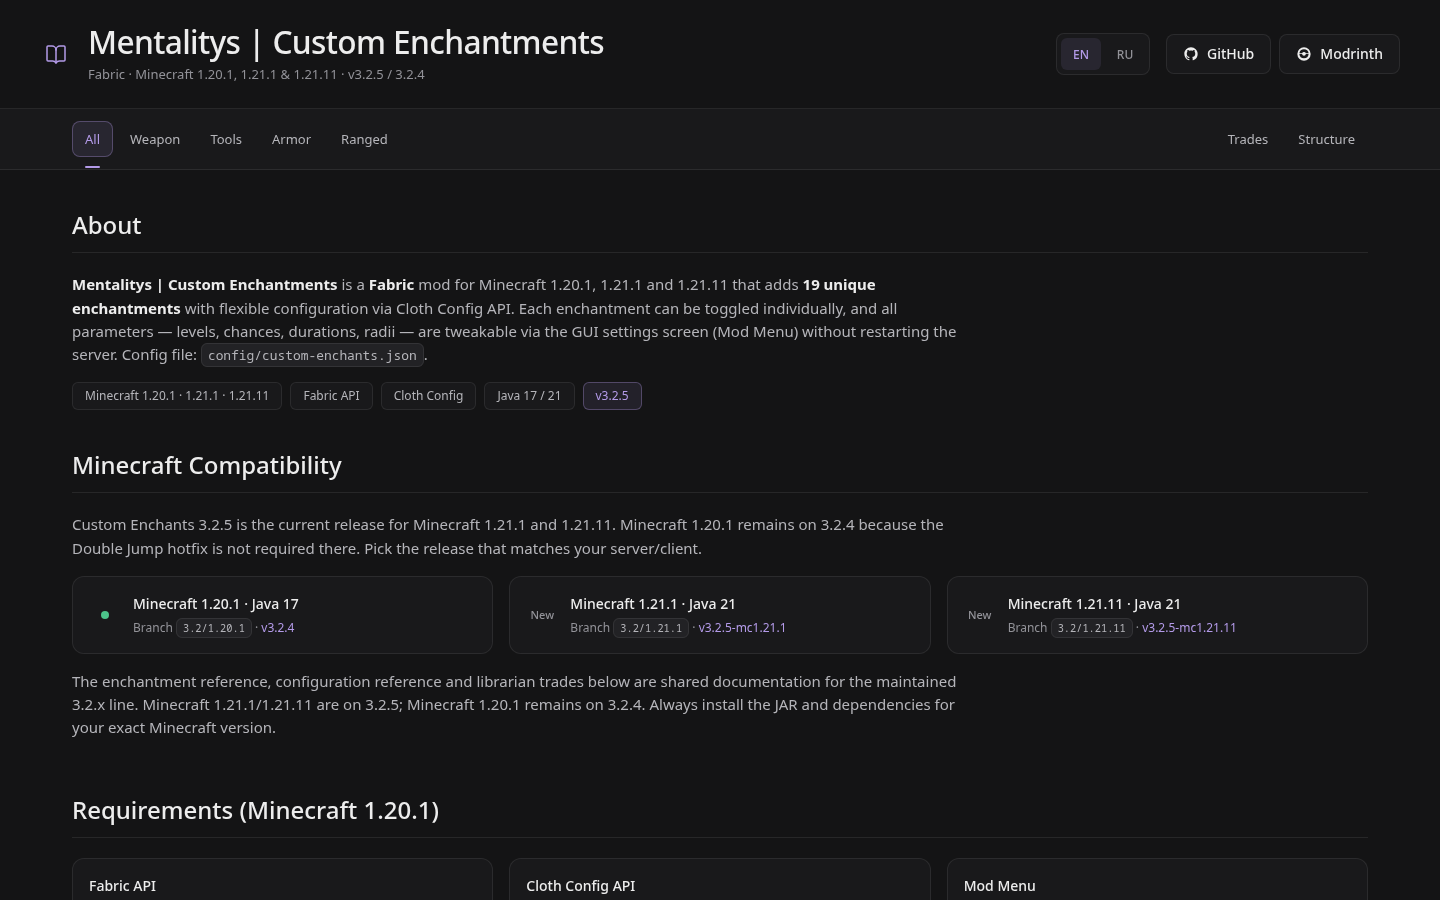 Mentalitys | Custom Enchantments
Fabric · Minecraft 1.20.1, 1.21.1 & 1.21.11 · v3.2.5 / 3.2.4
EN RU GitHub Modrinth
All Weapon Tools Armor Ranged Trades Structure
About
Mentalitys | Custom Enchantments is a Fabric mod for Minecraft 1.20.1, 1.21.1 and 1.21.11 that adds 19 unique
enchantments with flexible configuration via Cloth Config API. Each enchantment can be toggled individually, and all
parameters — levels, chances, durations, radii — are tweakable via the GUI settings screen (Mod Menu) without restarting the
server. Config file: config/custom-enchants.json.
Minecraft 1.20.1 · 1.21.1 · 1.21.11 Fabric API Cloth Config Java 17 / 21 v3.2.5
Minecraft Compatibility
Custom Enchants 3.2.5 is the current release for Minecraft 1.21.1 and 1.21.11. Minecraft 1.20.1 remains on 3.2.4 because the
Double Jump hotfix is not required there. Pick the release that matches your server/client.
Minecraft 1.20.1 · Java 17
Branch 3.2/1.20.1 · v3.2.4
New
Minecraft 1.21.1 · Java 21
Branch 3.2/1.21.1 · v3.2.5-mc1.21.1
New
Minecraft 1.21.11 · Java 21
Branch 3.2/1.21.11 · v3.2.5-mc1.21.11
The enchantment reference, configuration reference and librarian trades below are shared documentation for the maintained
3.2.x line. Minecraft 1.21.1/1.21.11 are on 3.2.5; Minecraft 1.20.1 remains on 3.2.4. Always install the JAR and dependencies for
your exact Minecraft version.
Requirements (Minecraft 1.20.1)
Fabric API
Cloth Config API
Mod Menu